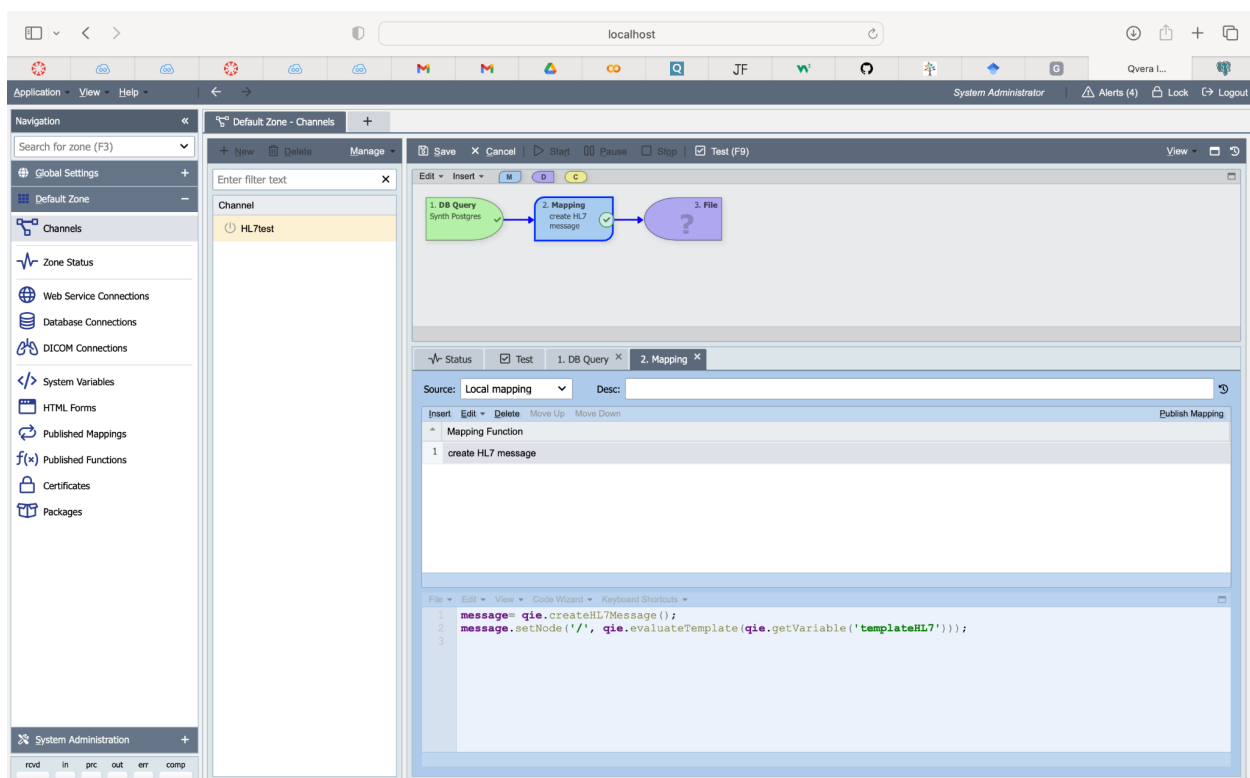 localhost
Q JF G Qvera I...
Application View Help System Administrator Alerts (4) Lock Logout
Navigation
Search for zone (F3)
Global Settings
Default Zone
Channels
Zone Status
Web Service Connections
Database Connections
DICOM Connections
System Variables
HTML Forms
Published Mappings
Published Functions
Certificates
Packages
System Administration
rcvd in prc out err comp
Default Zone - Channels +
New Delete Manage
Enter filter text
Channel
HL7test
Save Cancel Start Pause Stop Test (F9) View
Edit Insert M D C
1. DB Query
Synth Postgres
2. Mapping
create HL7
message
3. File
?
Status Test 1. DB Query 2. Mapping
Source: Local mapping Desc:
Insert Edit Delete Move Up Move Down Publish Mapping
Mapping Function
1 create HL7 message
File Edit View Code Wizard Keyboard Shortcuts
1 message= qie.createHL7Message();
2 message.setNode('/', qie.evaluateTemplate(qie.getVariable('templateHL7')));
3